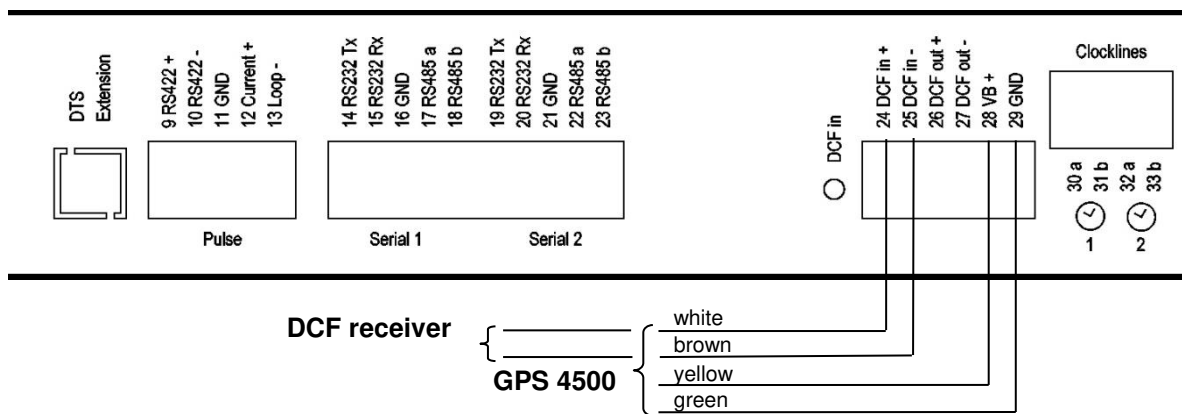 DTS
Extension
9 RS422 +
10 RS422 -
11 GND
12 Current +
13 Loop -
14 RS232 Tx
15 RS232 Rx
16 GND
17 RS485 a
18 RS485 b
19 RS232 Tx
20 RS232 Rx
21 GND
22 RS485 a
23 RS485 b
DCF in
24 DCF in +
25 DCF in -
26 DCF out +
27 DCF out -
28 VB +
29 GND
Clocklines
30 a
31 b
32 a
33 b
1
2
Pulse
Serial 1
Serial 2
DCF receiver
GPS 4500
white
brown
yellow
green